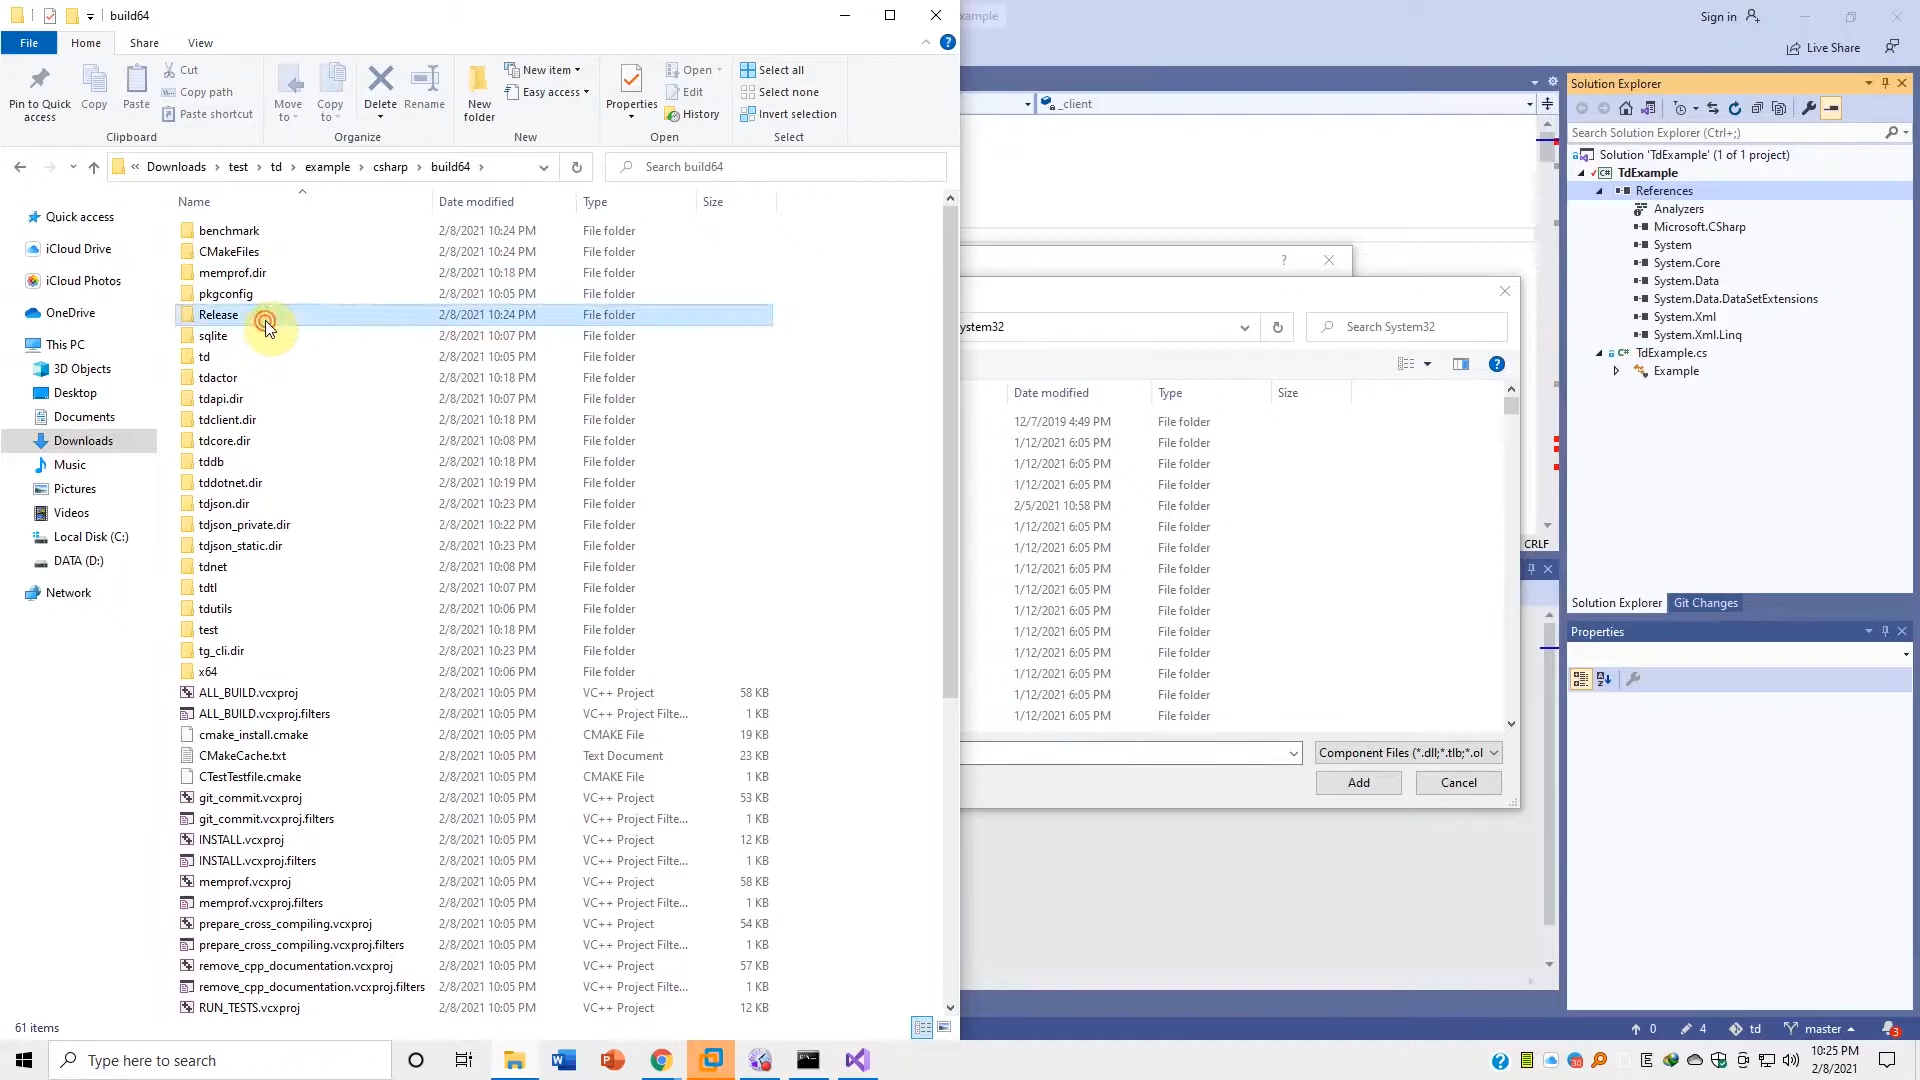 build64
File
Home
Share
View
Pin to Quick access
Copy
Paste
Cut
Copy path
Paste shortcut
Clipboard
Move to
Copy to
Delete
Rename
Organize
New folder
New item
Easy access
New
Properties
Open
Edit
History
Open
Select all
Select none
Invert selection
Select
« Downloads › test › td › example › csharp › build64 ›
Search build64
Quick access
iCloud Drive
iCloud Photos
OneDrive
This PC
3D Objects
Desktop
Documents
Downloads
Music
Pictures
Videos
Local Disk (C:)
DATA (D:)
Network
Name Date modified Type Size
benchmark 2/8/2021 10:24 PM File folder
CMakeFiles 2/8/2021 10:24 PM File folder
memprof.dir 2/8/2021 10:18 PM File folder
pkgconfig 2/8/2021 10:05 PM File folder
Release 2/8/2021 10:24 PM File folder
sqlite 2/8/2021 10:07 PM File folder
td 2/8/2021 10:05 PM File folder
tdactor 2/8/2021 10:18 PM File folder
tdapi.dir 2/8/2021 10:07 PM File folder
tdclient.dir 2/8/2021 10:18 PM File folder
tdcore.dir 2/8/2021 10:08 PM File folder
tddb 2/8/2021 10:18 PM File folder
tddotnet.dir 2/8/2021 10:19 PM File folder
tdjson.dir 2/8/2021 10:23 PM File folder
tdjson_private.dir 2/8/2021 10:22 PM File folder
tdjson_static.dir 2/8/2021 10:23 PM File folder
tdnet 2/8/2021 10:08 PM File folder
tdtl 2/8/2021 10:07 PM File folder
tdutils 2/8/2021 10:06 PM File folder
test 2/8/2021 10:18 PM File folder
tg_cli.dir 2/8/2021 10:23 PM File folder
x64 2/8/2021 10:06 PM File folder
ALL_BUILD.vcxproj 2/8/2021 10:05 PM VC++ Project 58 KB
ALL_BUILD.vcxproj.filters 2/8/2021 10:05 PM VC++ Project Filte... 1 KB
cmake_install.cmake 2/8/2021 10:05 PM CMAKE File 19 KB
CMakeCache.txt 2/8/2021 10:05 PM Text Document 23 KB
CTestTestfile.cmake 2/8/2021 10:05 PM CMAKE File 1 KB
git_commit.vcxproj 2/8/2021 10:05 PM VC++ Project 53 KB
git_commit.vcxproj.filters 2/8/2021 10:05 PM VC++ Project Filte... 1 KB
INSTALL.vcxproj 2/8/2021 10:05 PM VC++ Project 12 KB
INSTALL.vcxproj.filters 2/8/2021 10:05 PM VC++ Project Filte... 1 KB
memprof.vcxproj 2/8/2021 10:05 PM VC++ Project 58 KB
memprof.vcxproj.filters 2/8/2021 10:05 PM VC++ Project Filte... 1 KB
prepare_cross_compiling.vcxproj 2/8/2021 10:05 PM VC++ Project 54 KB
prepare_cross_compiling.vcxproj.filters 2/8/2021 10:05 PM VC++ Project Filte... 1 KB
remove_cpp_documentation.vcxproj 2/8/2021 10:05 PM VC++ Project 57 KB
remove_cpp_documentation.vcxproj.filters 2/8/2021 10:05 PM VC++ Project Filte... 1 KB
RUN_TESTS.vcxproj 2/8/2021 10:05 PM VC++ Project 12 KB
61 items
ample
Sign in
Live Share
_client
ystem32
Search System32
Date modified Type Size
12/7/2019 4:49 PM File folder
1/12/2021 6:05 PM File folder
1/12/2021 6:05 PM File folder
1/12/2021 6:05 PM File folder
2/5/2021 10:58 PM File folder
1/12/2021 6:05 PM File folder
1/12/2021 6:05 PM File folder
1/12/2021 6:05 PM File folder
1/12/2021 6:05 PM File folder
1/12/2021 6:05 PM File folder
1/12/2021 6:05 PM File folder
1/12/2021 6:05 PM File folder
1/12/2021 6:05 PM File folder
1/12/2021 6:05 PM File folder
1/12/2021 6:05 PM File folder
Component Files (*.dll;*.tlb;*.ol
Add
Cancel
CRLF
Solution Explorer
Search Solution Explorer (Ctrl+;)
Solution 'TdExample' (1 of 1 project)
C# TdExample
References
Analyzers
Microsoft.CSharp
System
System.Core
System.Data
System.Data.DataSetExtensions
System.Xml
System.Xml.Linq
C# TdExample.cs
Example
Solution Explorer
Git Changes
Properties
0
4
td
master
3
Type here to search
30
10:25 PM
2/8/2021